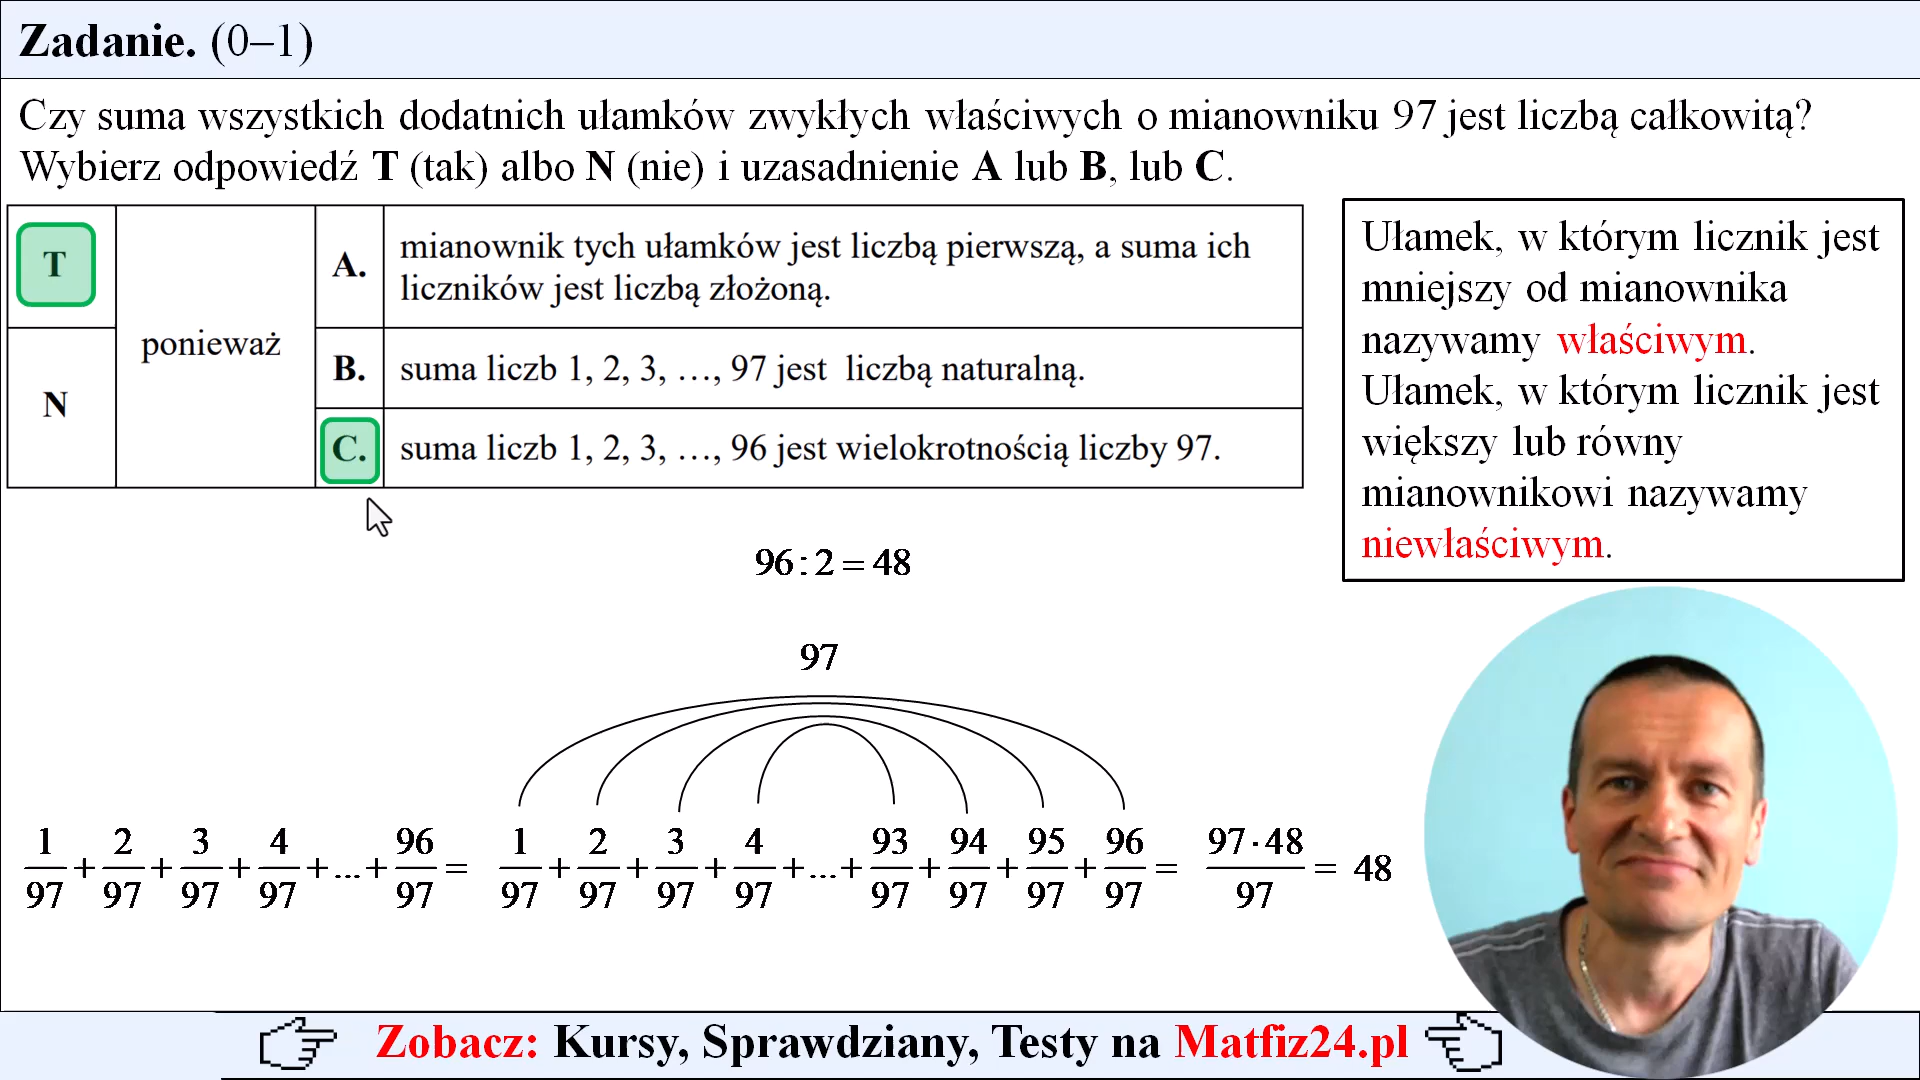 Zadanie. (0–1)
Czy suma wszystkich dodatnich ułamków zwykłych właściwych o mianowniku 97 jest liczbą całkowitą?
Wybierz odpowiedź T (tak) albo N (nie) i uzasadnienie A lub B, lub C.
T
N
ponieważ
A. mianownik tych ułamków jest liczbą pierwszą, a suma ich
liczników jest liczbą złożoną.
B. suma liczb 1, 2, 3, …, 97 jest liczbą naturalną.
C. suma liczb 1, 2, 3, …, 96 jest wielokrotnością liczby 97.
Ułamek, w którym licznik jest
mniejszy od mianownika
nazywamy właściwym.
Ułamek, w którym licznik jest
większy lub równy
mianownikowi nazywamy
niewłaściwym.
96 : 2 = 48
97
1/97 + 2/97 + 3/97 + 4/97 + ... + 96/97 = 1/97 + 2/97 + 3/97 + 4/97 + ... + 93/97 + 94/97 + 95/97 + 96/97 = 97·48/97 = 48
Zobacz: Kursy, Sprawdziany, Testy na Matfiz24.pl